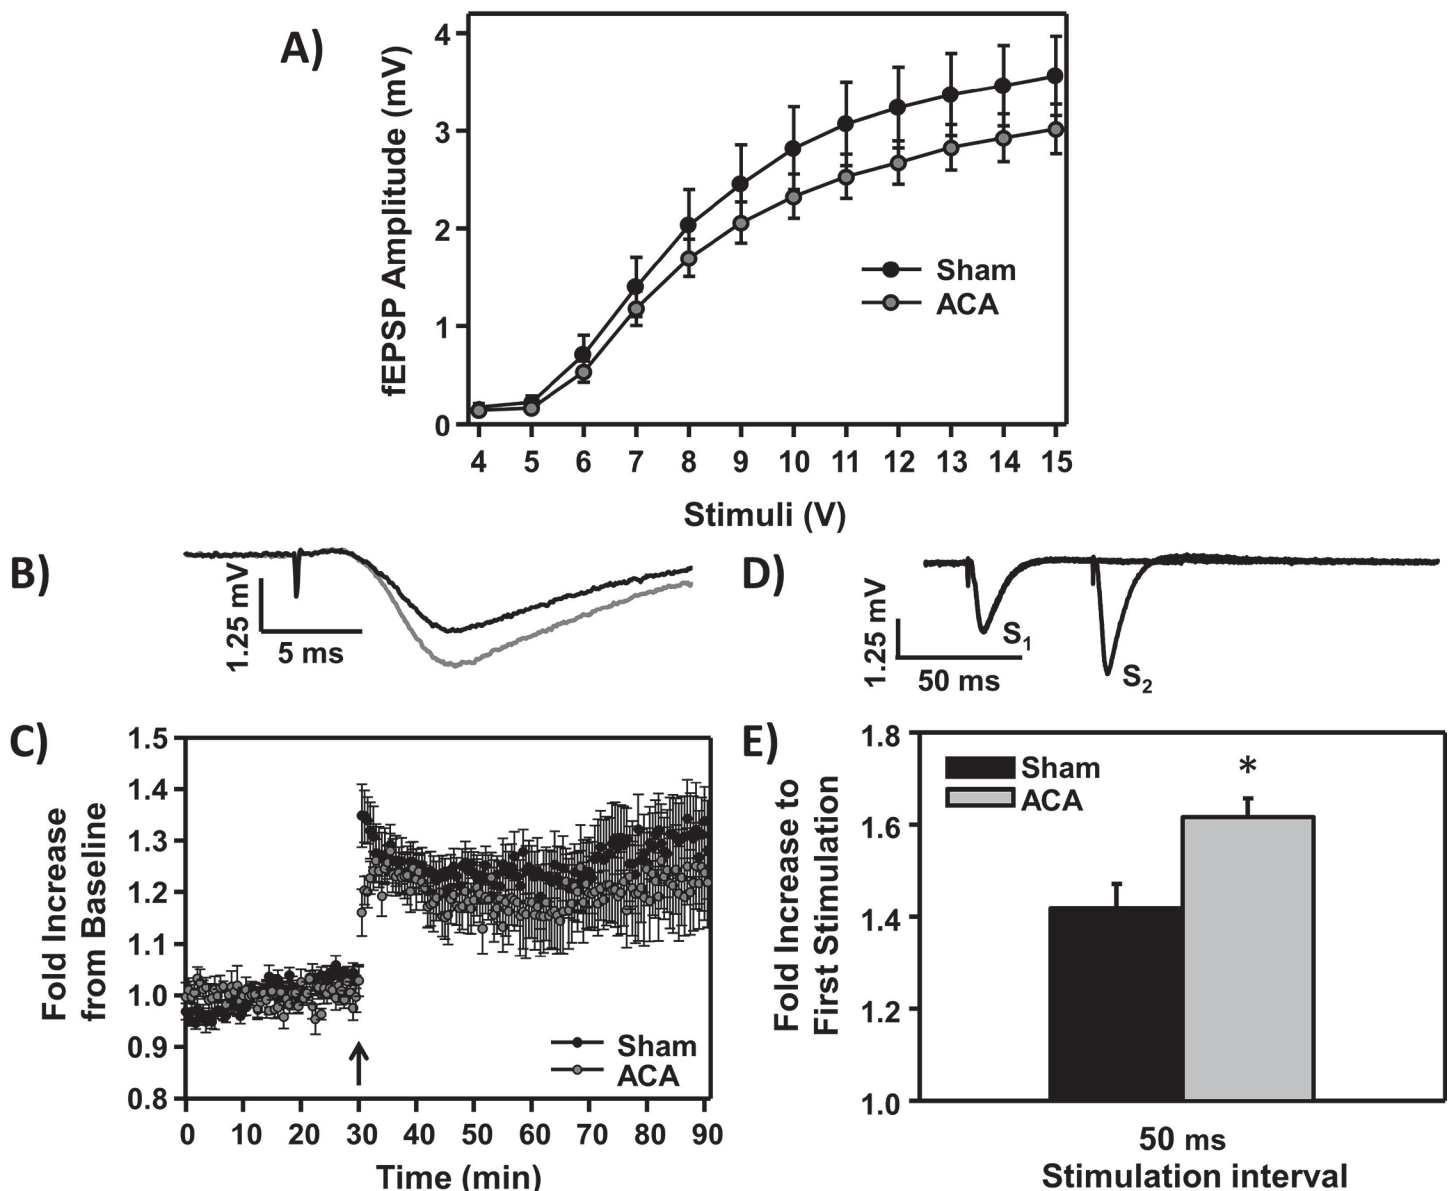 A)
fEPSP Amplitude (mV)
4
3
2
1
0
Sham
ACA
4 5 6 7 8 9 10 11 12 13 14 15
Stimuli (V)
B)
1.25 mV
5 ms
D)
1.25 mV
50 ms
S1
S2
C)
Fold Increase
from Baseline
1.5
1.4
1.3
1.2
1.1
1.0
0.9
0.8
Sham
ACA
0 10 20 30 40 50 60 70 80 90
Time (min)
E)
Fold Increase to
First Stimulation
1.8
1.6
1.4
1.2
1.0
Sham
ACA
*
50 ms
Stimulation interval